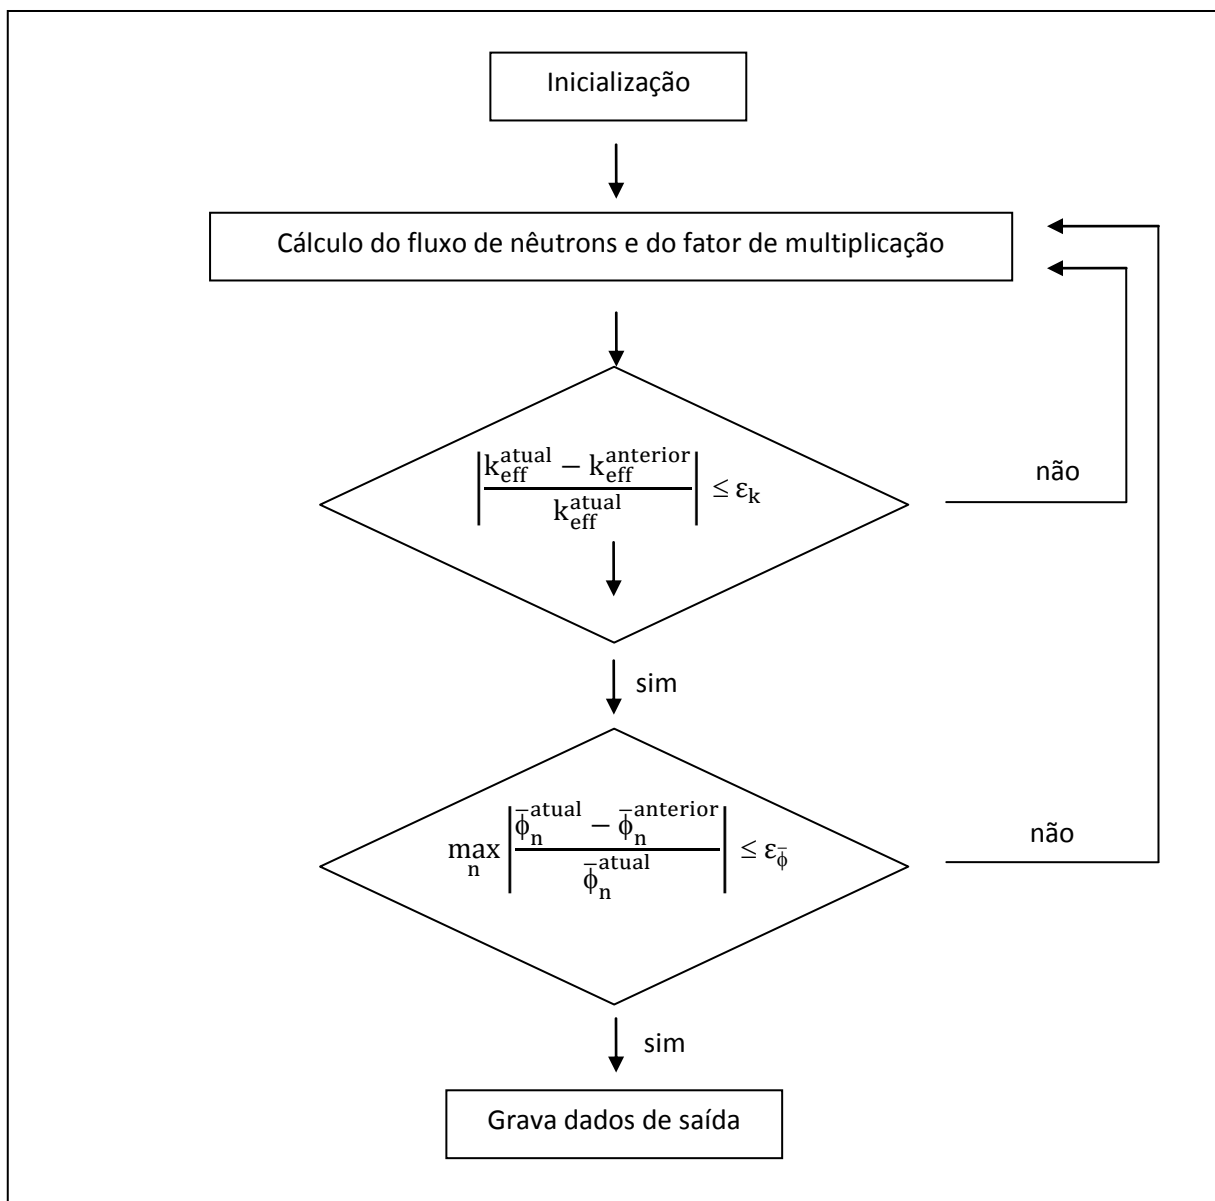 Inicialização
Cálculo do fluxo de nêutrons e do fator de multiplicação
|(k_eff^atual − k_eff^anterior) / k_eff^atual| ≤ ε_k
não
sim
max_n |(ϕ̄_n^atual − ϕ̄_n^anterior) / ϕ̄_n^atual| ≤ ε_ϕ̄
não
sim
Grava dados de saída